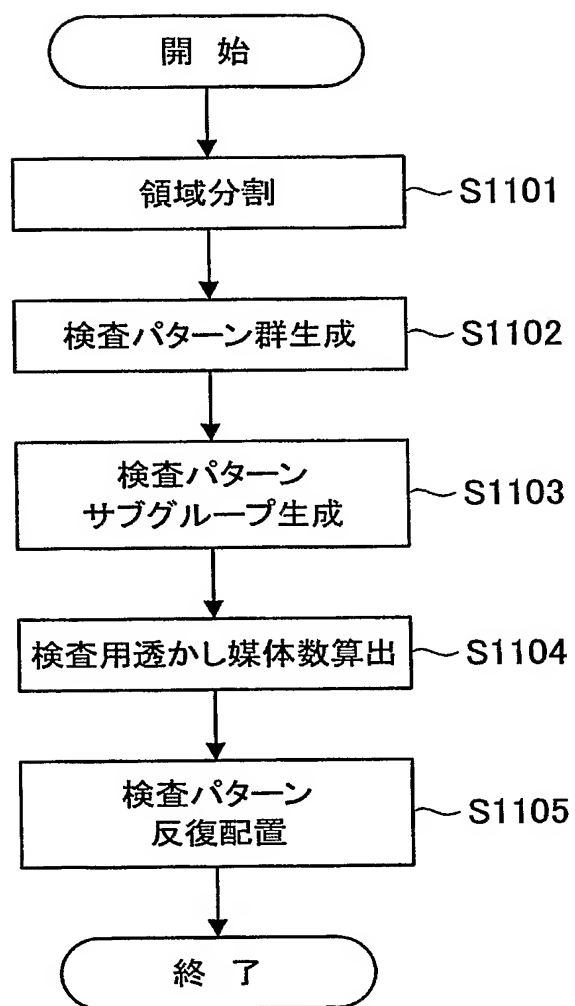 開 始
領域分割
S1101
検査パターン群生成
S1102
検査パターン
サブグループ生成
S1103
検査用透かし媒体数算出
S1104
検査パターン
反復配置
S1105
終 了